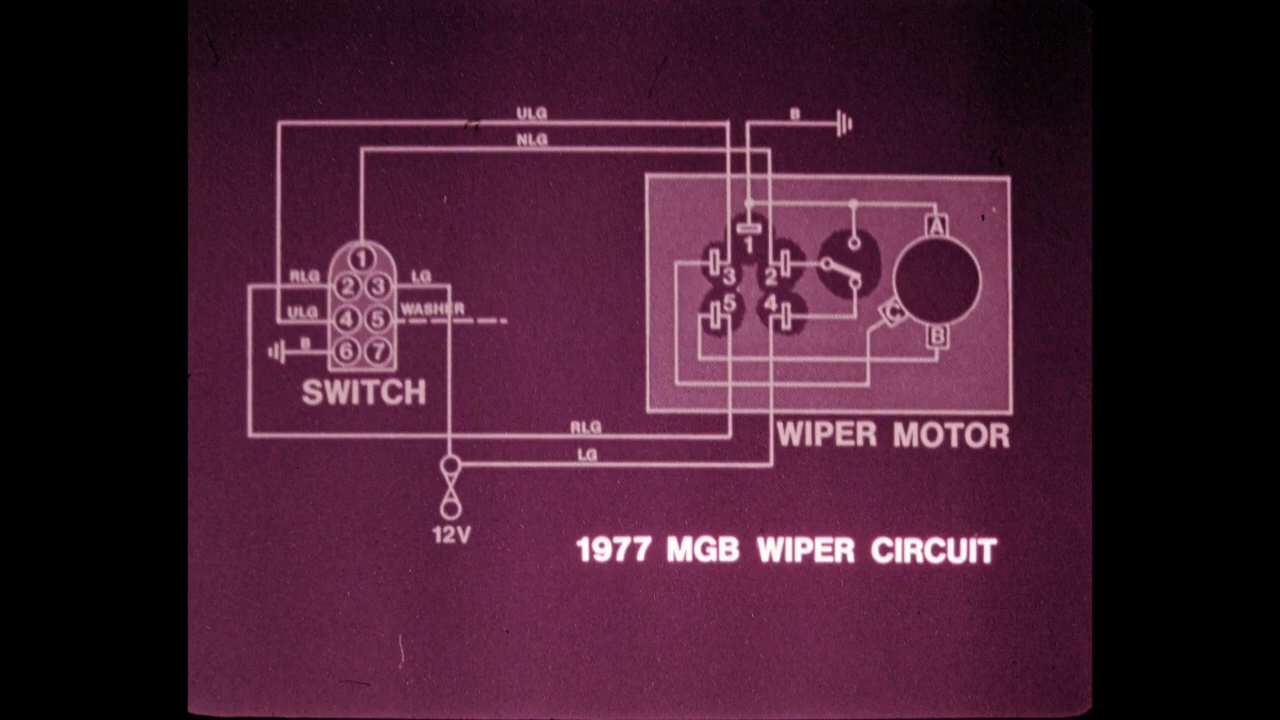 ULG
B
NLG
A
1
1
3
2
RLG
2
3
LG
5
4
C
ULG
4
5
WASHER
B
B
6
7
SWITCH
RLG
WIPER MOTOR
LG
12V
1977 MGB WIPER CIRCUIT